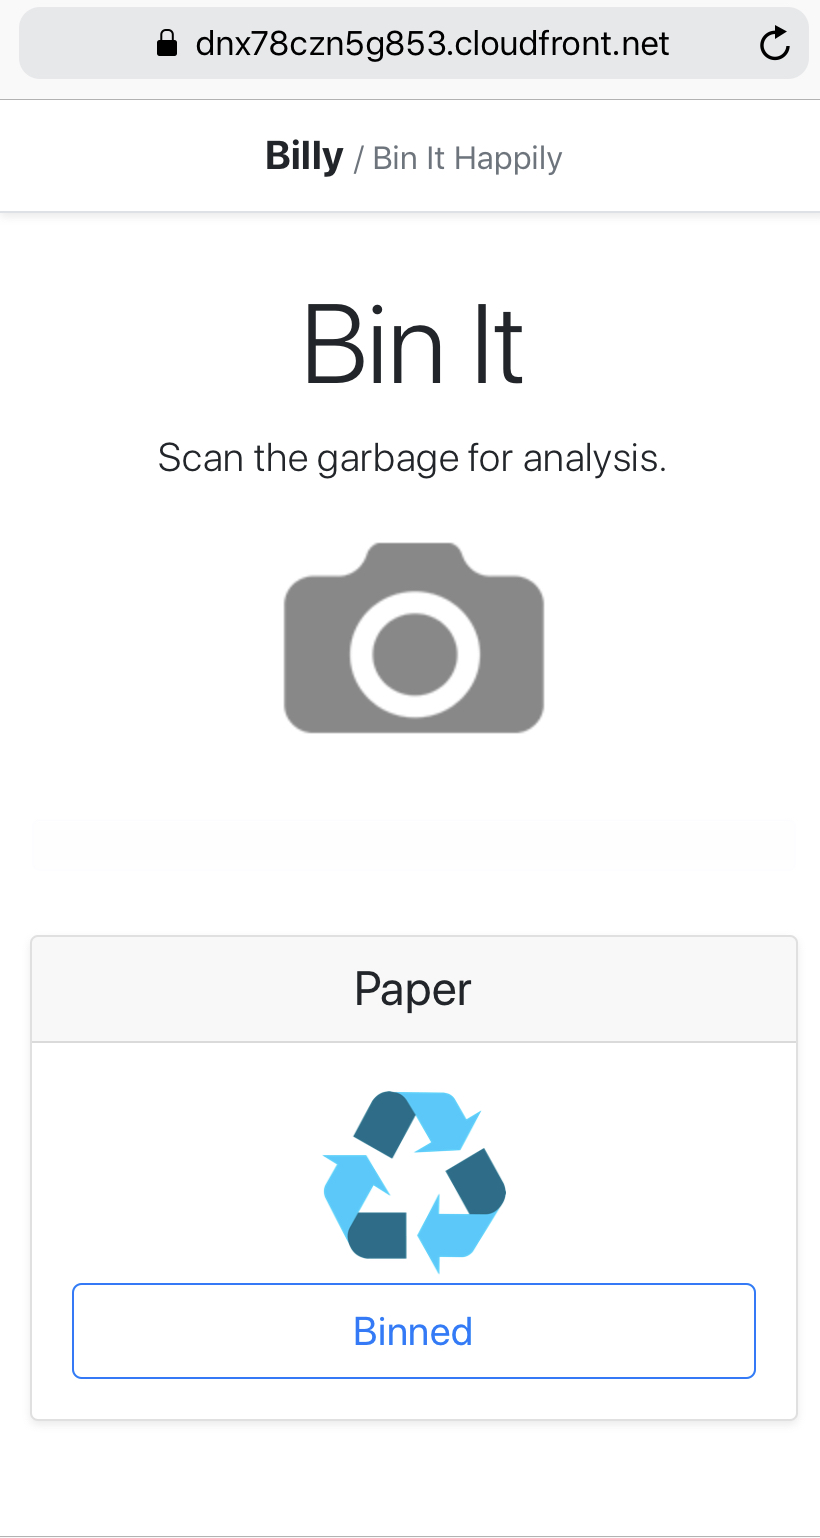 dnx78czn5g853.cloudfront.net
Billy / Bin It Happily
Bin It
Scan the garbage for analysis.
Paper
Binned